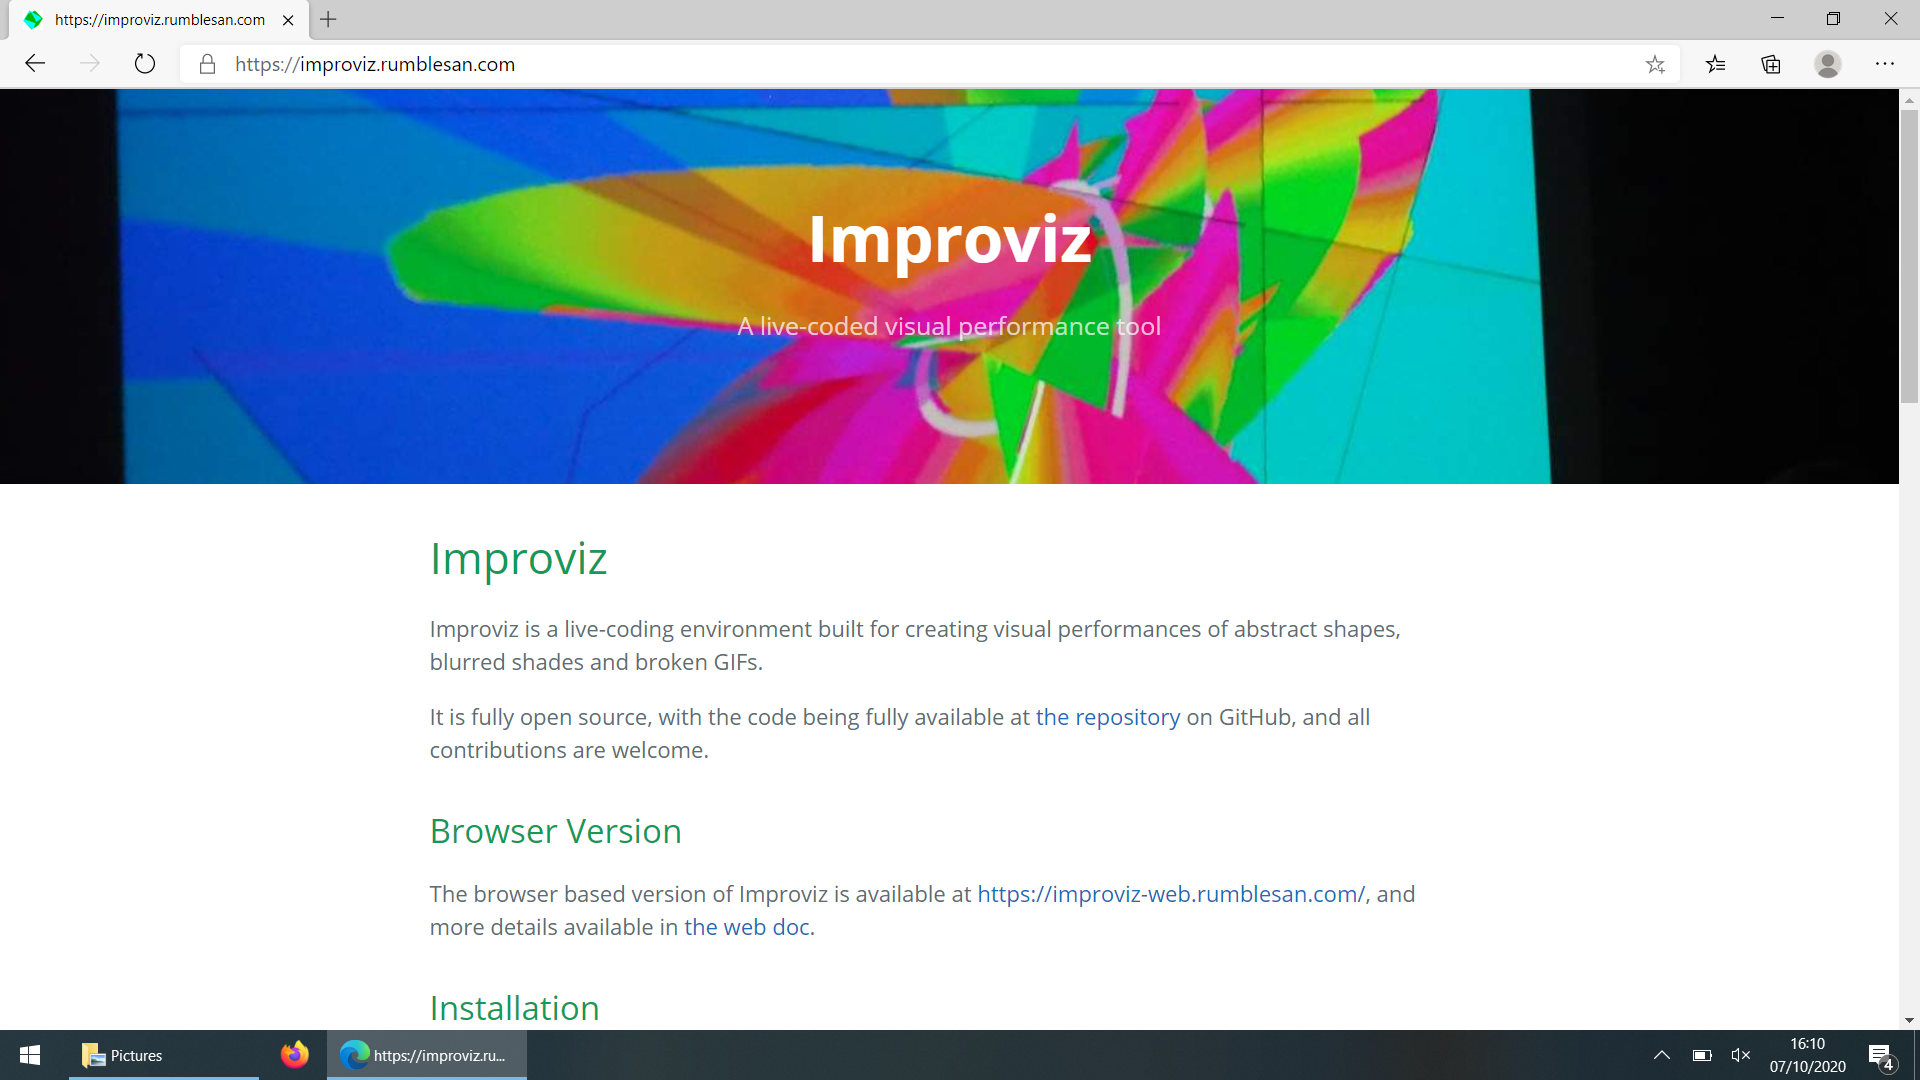 https://improviz.rumblesan.com
https://improviz.rumblesan.com
Improviz
A live-coded visual performance tool
Improviz
Improviz is a live-coding environment built for creating visual performances of abstract shapes,
blurred shades and broken GIFs.
It is fully open source, with the code being fully available at the repository on GitHub, and all
contributions are welcome.
Browser Version
The browser based version of Improviz is available at https://improviz-web.rumblesan.com/, and
more details available in the web doc.
Installation
Pictures
https://improviz.ru...
16:10
07/10/2020
4